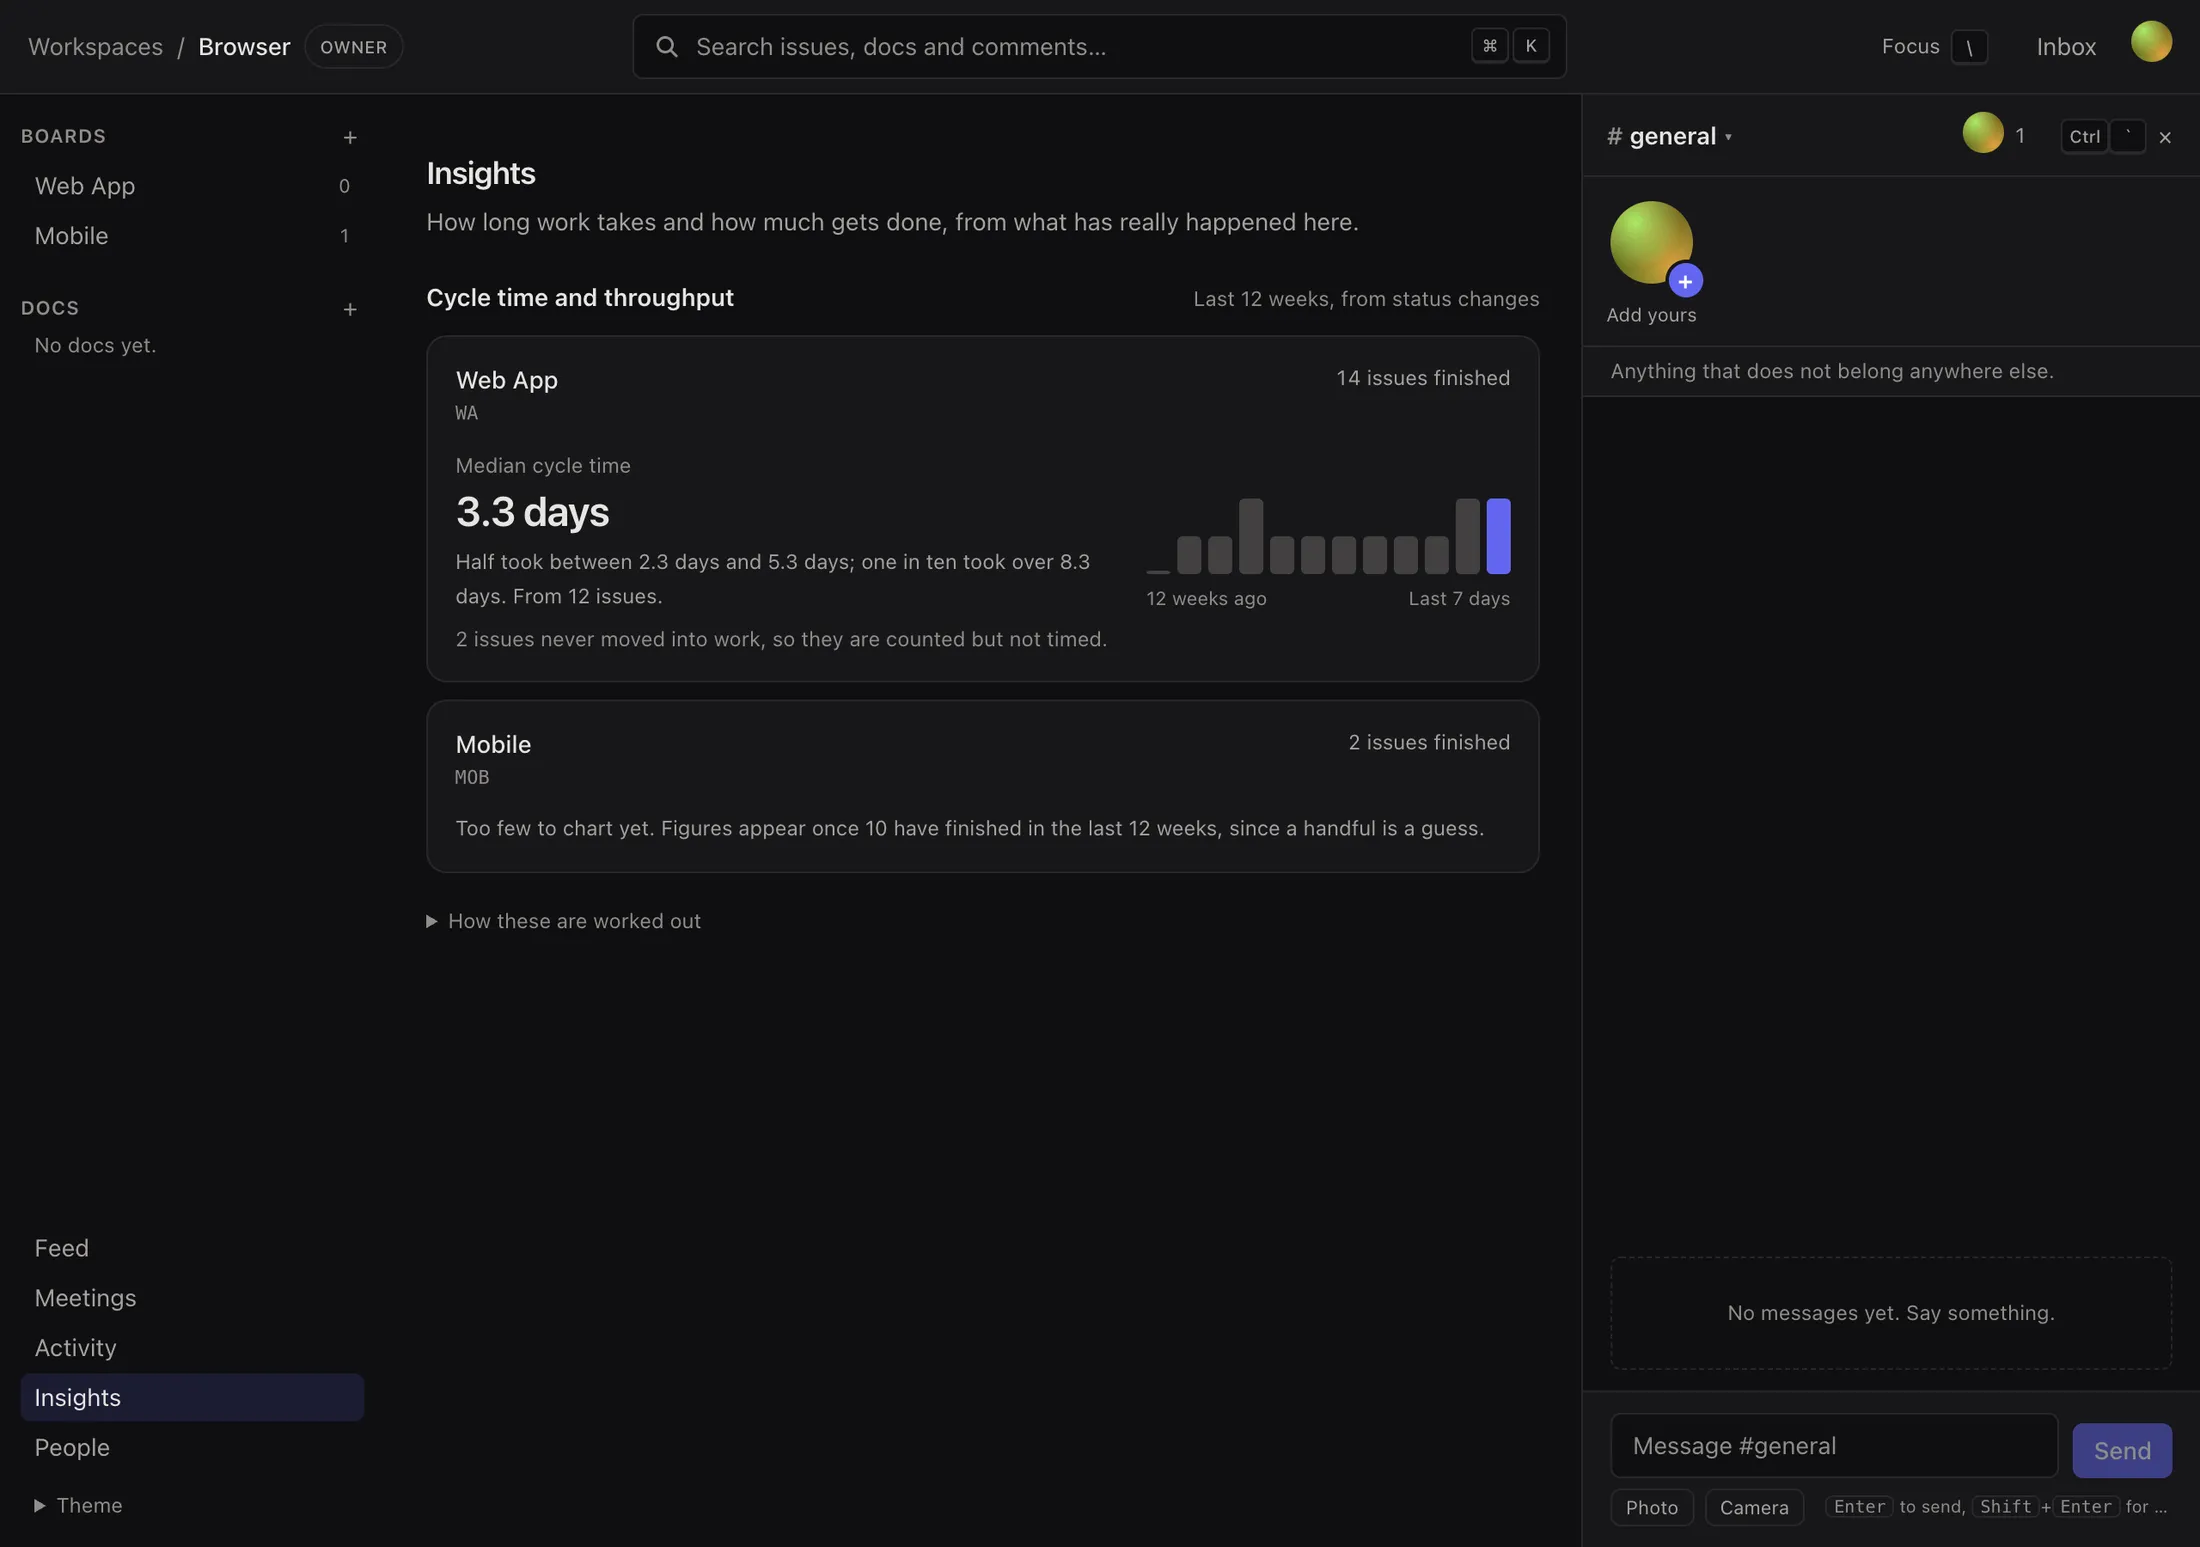 Workspaces / Browser OWNER
Search issues, docs and comments... ⌘ K
Focus \ Inbox
BOARDS +
Web App 0
Mobile 1
DOCS +
No docs yet.
Feed
Meetings
Activity
Insights
People
Theme
Insights
How long work takes and how much gets done, from what has really happened here.
Cycle time and throughput Last 12 weeks, from status changes
Web App 14 issues finished
WA
Median cycle time
3.3 days
Half took between 2.3 days and 5.3 days; one in ten took over 8.3
days. From 12 issues.
2 issues never moved into work, so they are counted but not timed.
12 weeks ago Last 7 days
Mobile 2 issues finished
MOB
Too few to chart yet. Figures appear once 10 have finished in the last 12 weeks, since a handful is a guess.
How these are worked out
# general 1 Ctrl ` ×
+
Add yours
Anything that does not belong anywhere else.
No messages yet. Say something.
Message #general Send
Photo Camera Enter to send, Shift+Enter for ...